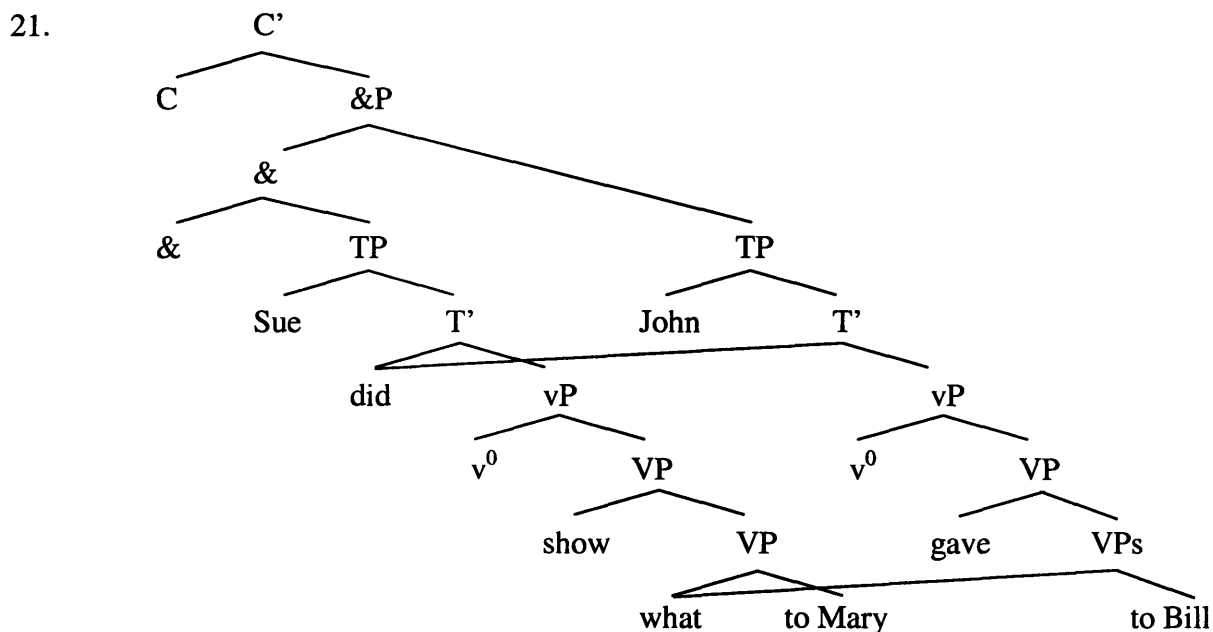 21. C’
C &P
&
& TP TP
Sue T’ John T’
did vP vP
v⁰ VP v⁰ VP
show VP gave VPs
what to Mary to Bill